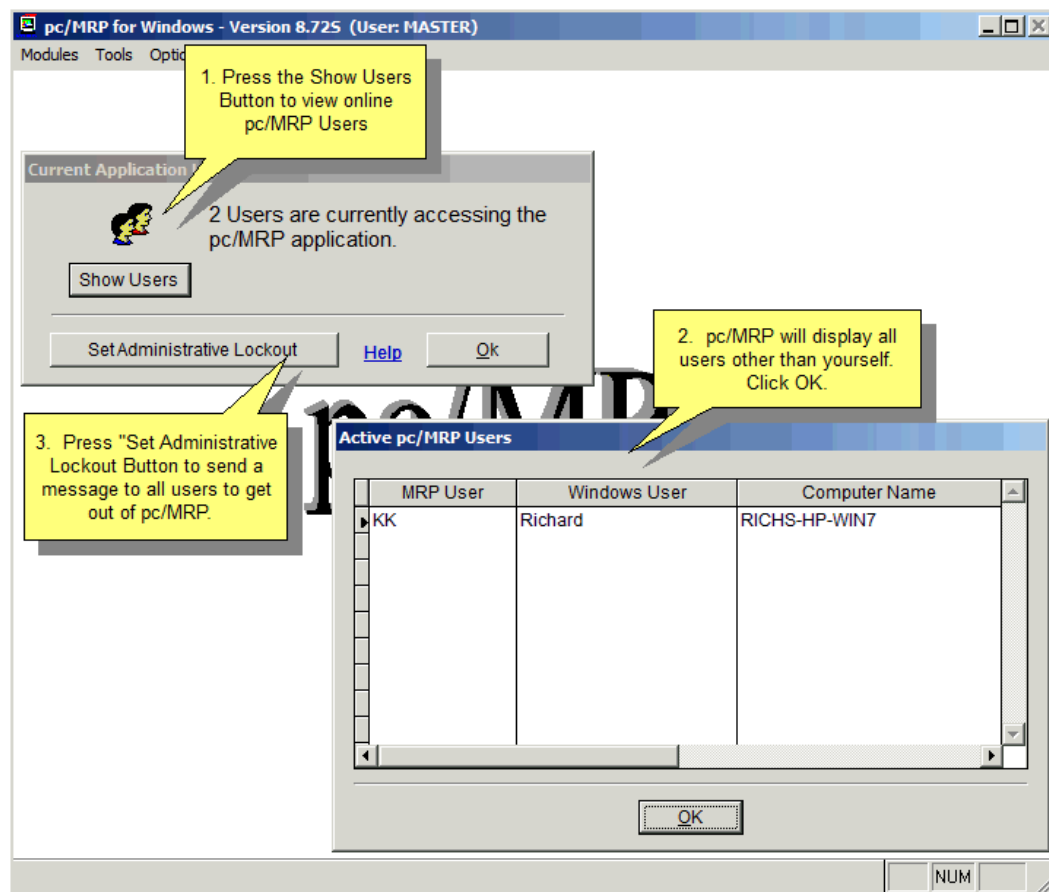 pc/MRP for Windows - Version 8.72S (User: MASTER)
Modules Tools
1. Press the Show Users
Button to view online
pc/MRP Users
Current Application
2 Users are currently accessing the
pc/MRP application.
Show Users
Set Administrative Lockout
Help
Ok
2. pc/MRP will display all
users other than yourself.
Click OK.
3. Press "Set Administrative
Lockout Button to send a
message to all users to get
out of pc/MRP.
pc/MRP
Active pc/MRP Users
MRP User Windows User Computer Name
KK Richard RICHS-HP-WIN7
OK
NUM